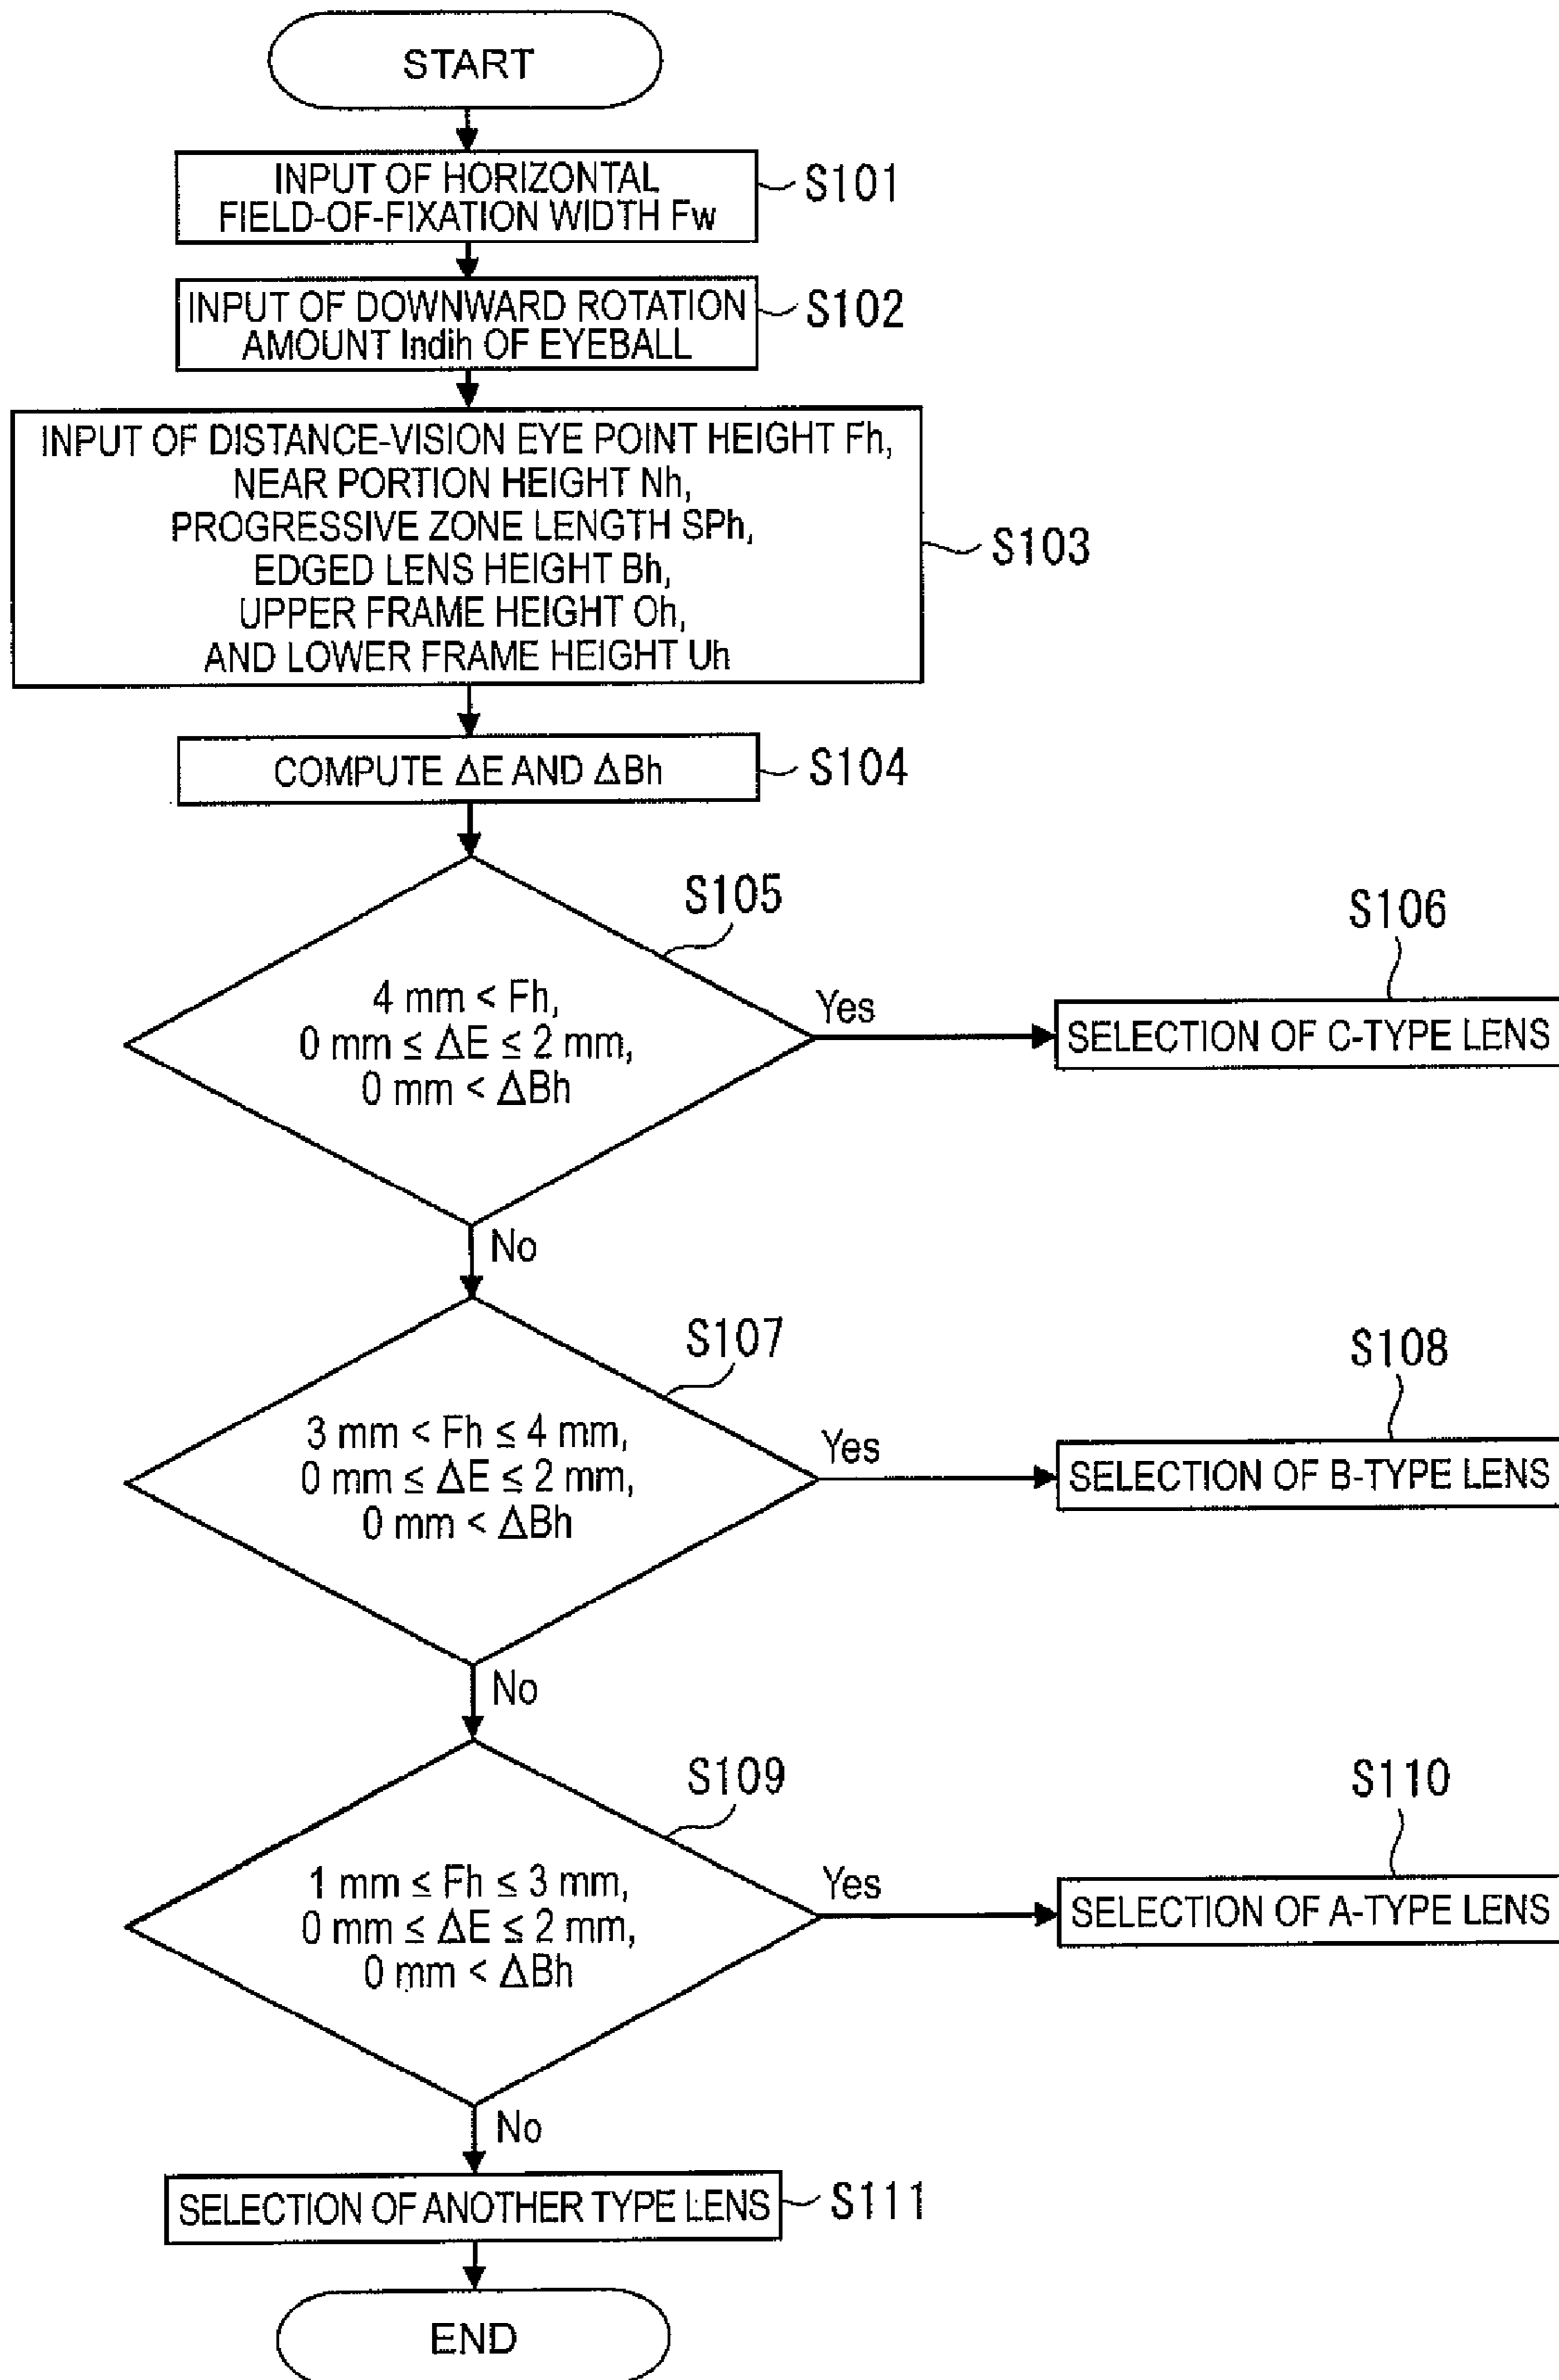 START
INPUT OF HORIZONTAL
FIELD-OF-FIXATION WIDTH Fw
S101
INPUT OF DOWNWARD ROTATION
AMOUNT Indih OF EYEBALL
S102
INPUT OF DISTANCE-VISION EYE POINT HEIGHT Fh,
NEAR PORTION HEIGHT Nh,
PROGRESSIVE ZONE LENGTH SPh,
EDGED LENS HEIGHT Bh,
UPPER FRAME HEIGHT Oh,
AND LOWER FRAME HEIGHT Uh
S103
COMPUTE ΔE AND ΔBh
S104
S105
4 mm < Fh,
0 mm ≤ ΔE ≤ 2 mm,
0 mm < ΔBh
Yes
S106
SELECTION OF C-TYPE LENS
No
S107
3 mm < Fh ≤ 4 mm,
0 mm ≤ ΔE ≤ 2 mm,
0 mm < ΔBh
Yes
S108
SELECTION OF B-TYPE LENS
No
S109
1 mm ≤ Fh ≤ 3 mm,
0 mm ≤ ΔE ≤ 2 mm,
0 mm < ΔBh
Yes
S110
SELECTION OF A-TYPE LENS
No
SELECTION OF ANOTHER TYPE LENS
S111
END